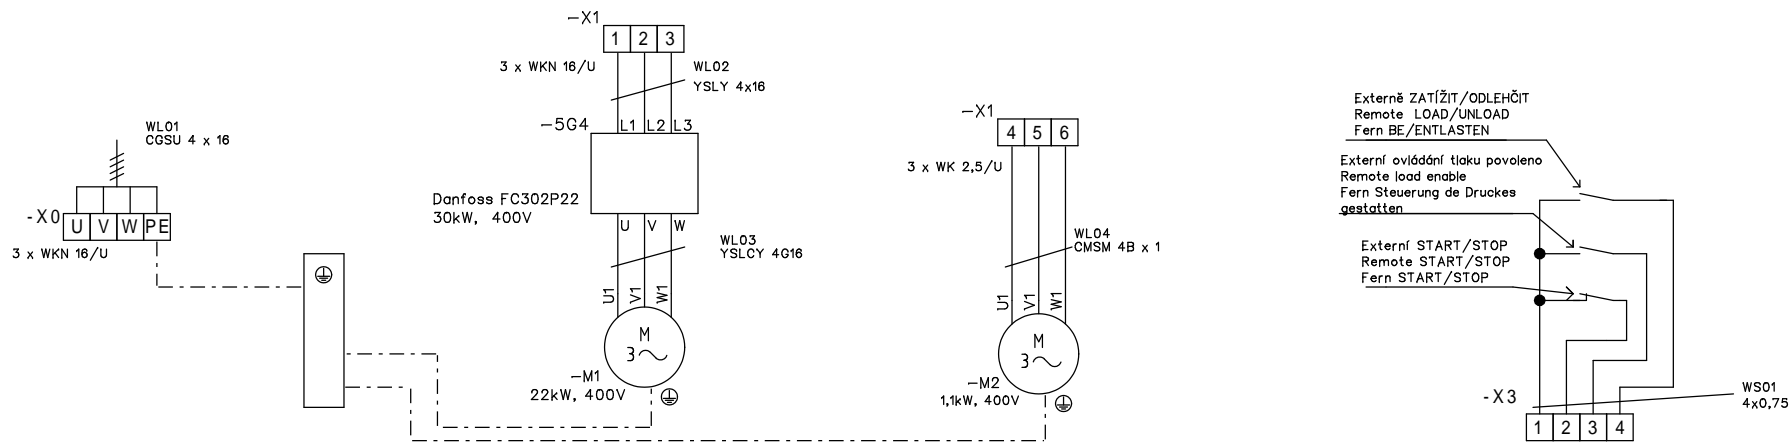 WL01
CGSU 4 x 16
-X0
U V W PE
3 x WKN 16/U
-X1
1 2 3
3 x WKN 16/U
WL02
YSLY 4x16
-5G4
L1 L2 L3
Danfoss FC302P22
30kW, 400V
U V W
WL03
YSLCY 4G16
U1 V1 W1
M
3
-M1
22kW, 400V
-X1
4 5 6
3 x WK 2,5/U
WL04
CMSM 4B x 1
U1 V1 W1
M
3
-M2
1,1kW, 400V
Externě ZATÍŽIT/ODLEHČIT
Remote LOAD/UNLOAD
Fern BE/ENTLASTEN
Externí ovládání tlaku povoleno
Remote load enable
Fern Steuerung de Druckes
gestatten
Externí START/STOP
Remote START/STOP
Fern START/STOP
-X3
WS01
4x0,75
1 2 3 4